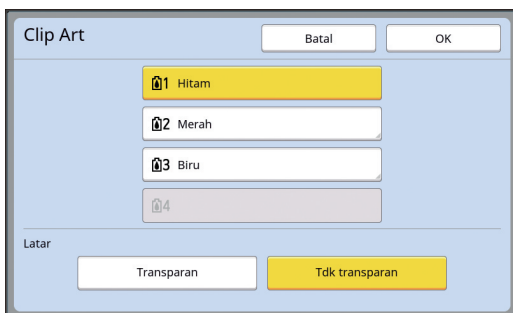 Clip Art
Batal
OK
1 Hitam
2 Merah
3 Biru
4
Latar
Transparan
Tdk transparan